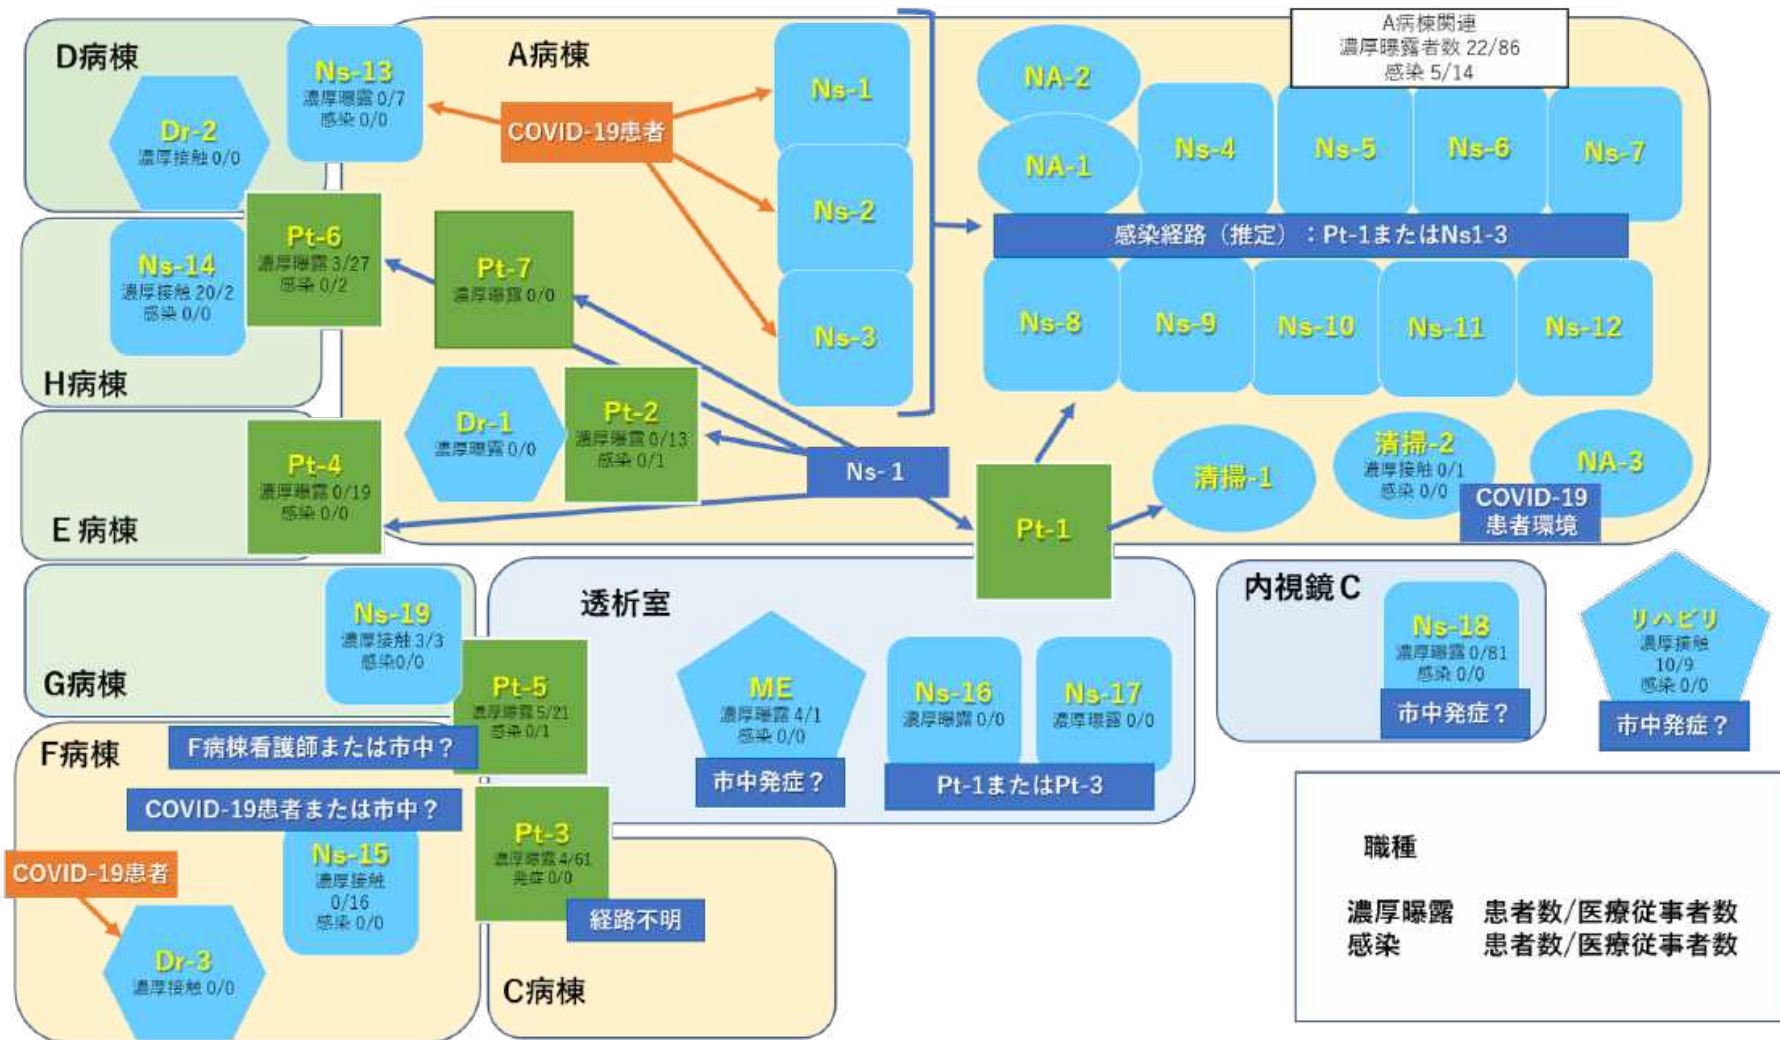 D病棟
Ns-13
濃厚曝露 0/7
感染 0/0
Dr-2
濃厚接触 0/0
A病棟
COVID-19患者
Ns-1
Ns-2
Ns-3
NA-2
NA-1
Ns-4
Ns-5
Ns-6
Ns-7
A病棟関連
濃厚曝露者数 22/86
感染 5/14
感染経路（推定）：Pt-1またはNs1-3
Ns-8
Ns-9
Ns-10
Ns-11
Ns-12
Pt-6
濃厚曝露 3/27
感染 0/2
Ns-14
濃厚接触 20/2
感染 0/0
H病棟
Pt-7
濃厚曝露 0/0
Dr-1
濃厚曝露 0/0
Pt-2
濃厚曝露 0/13
感染 0/1
Ns- 1
Pt-1
清掃-1
清掃-2
濃厚接触 0/1
感染 0/0
NA-3
COVID-19
患者環境
Pt-4
濃厚曝露 0/19
感染 0/0
E 病棟
Ns-19
濃厚接触 3/3
感染0/0
G病棟
Pt-5
濃厚曝露 5/21
感染 0/1
F病棟看護師または市中？
透析室
ME
濃厚曝露 4/1
感染 0/0
市中発症？
Ns-16
濃厚曝露 0/0
Ns-17
濃厚曝露 0/0
Pt-1またはPt-3
内視鏡 C
Ns-18
濃厚曝露 0/81
感染 0/0
市中発症？
リハビリ
濃厚接触
10/9
感染 0/0
市中発症？
F病棟
COVID-19患者または市中？
COVID-19患者
Ns-15
濃厚接触
0/16
感染 0/0
Dr-3
濃厚接触 0/0
Pt-3
濃厚曝露 4/61
発症 0/0
経路不明
C病棟
職種
濃厚曝露 患者数/医療従事者数
感染 患者数/医療従事者数